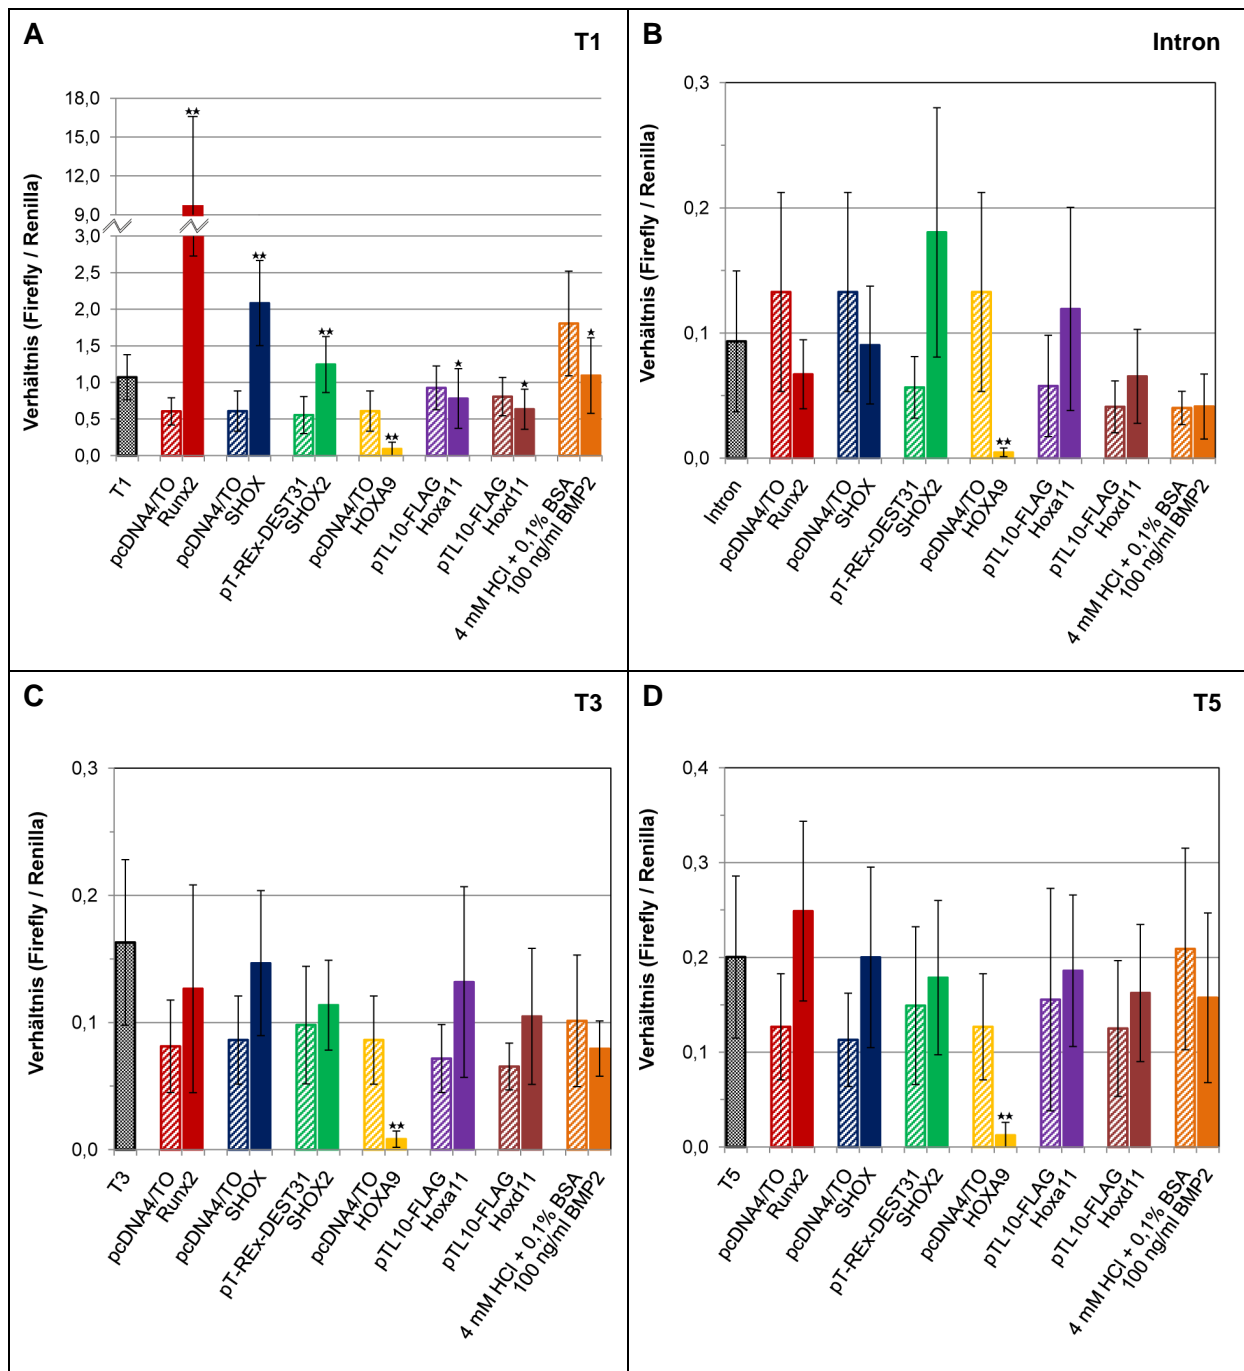 A
T1
Verhältnis (Firefly / Renilla)
18,0
15,0
12,0
9,0
3,0
2,5
2,0
1,5
1,0
0,5
0,0
★★
★★
★★
★★
★
★
★
T1
pcDNA4/TO
Runx2
pcDNA4/TO
SHOX
pT-REx-DEST31
SHOX2
pcDNA4/TO
HOXA9
pTL10-FLAG
Hoxa11
pTL10-FLAG
Hoxd11
4 mM HCl + 0,1% BSA
100 ng/ml BMP2
B
Intron
Verhältnis (Firefly / Renilla)
0,3
0,2
0,1
0,0
★★
Intron
pcDNA4/TO
Runx2
pcDNA4/TO
SHOX
pT-REx-DEST31
SHOX2
pcDNA4/TO
HOXA9
pTL10-FLAG
Hoxa11
pTL10-FLAG
Hoxd11
4 mM HCl + 0,1% BSA
100 ng/ml BMP2
C
T3
Verhältnis (Firefly / Renilla)
0,3
0,2
0,1
0,0
★★
T3
pcDNA4/TO
Runx2
pcDNA4/TO
SHOX
pT-REx-DEST31
SHOX2
pcDNA4/TO
HOXA9
pTL10-FLAG
Hoxa11
pTL10-FLAG
Hoxd11
4 mM HCl + 0,1% BSA
100 ng/ml BMP2
D
T5
Verhältnis (Firefly / Renilla)
0,4
0,3
0,2
0,1
0,0
★★
T5
pcDNA4/TO
Runx2
pcDNA4/TO
SHOX
pT-REx-DEST31
SHOX2
pcDNA4/TO
HOXA9
pTL10-FLAG
Hoxa11
pTL10-FLAG
Hoxd11
4 mM HCl + 0,1% BSA
100 ng/ml BMP2